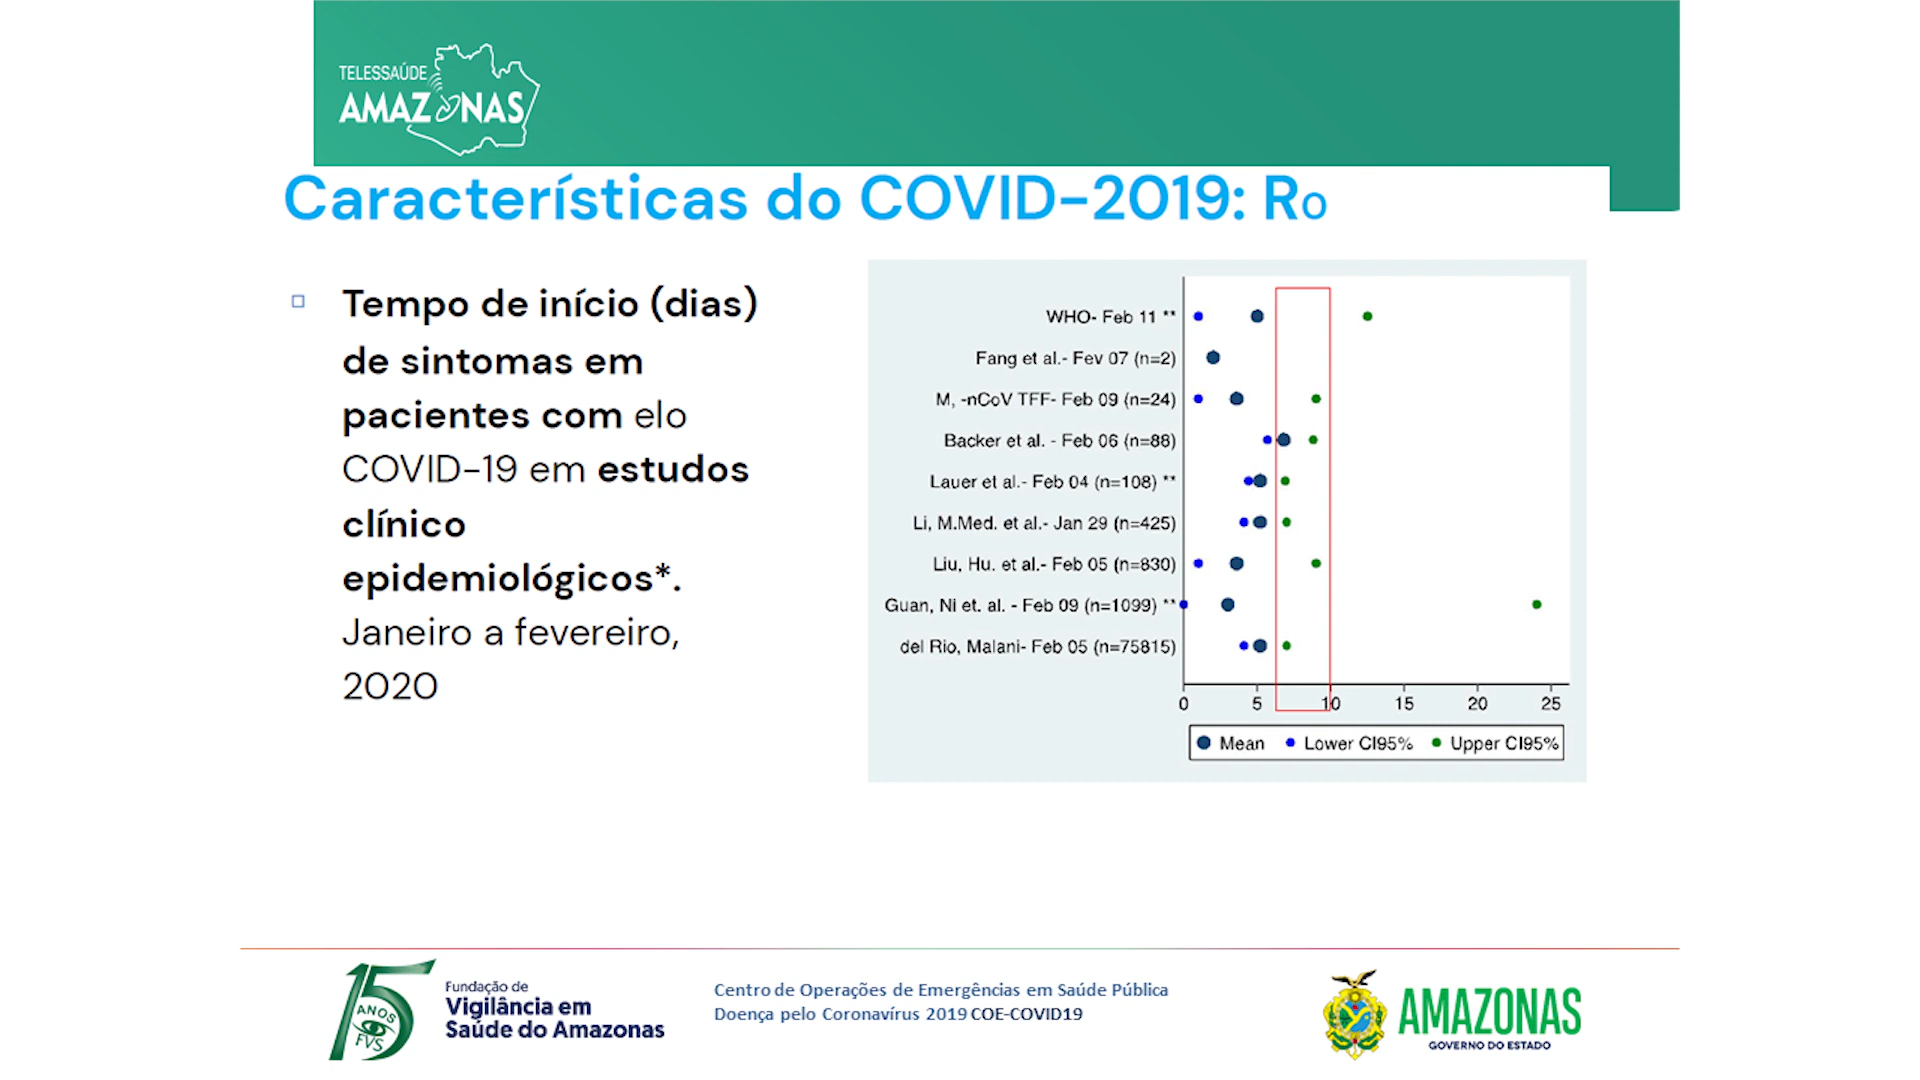 TELESSAÚDE
AMAZONAS
Características do COVID-2019: Ro
Tempo de início (dias)
de sintomas em
pacientes com elo
COVID-19 em estudos
clínico
epidemiológicos*.
Janeiro a fevereiro,
2020
WHO- Feb 11 **
Fang et al.- Fev 07 (n=2)
M, -nCoV TFF- Feb 09 (n=24)
Backer et al. - Feb 06 (n=88)
Lauer et al.- Feb 04 (n=108) **
Li, M.Med. et al.- Jan 29 (n=425)
Liu, Hu. et al.- Feb 05 (n=830)
Guan, Ni et. al. - Feb 09 (n=1099) **
del Rio, Malani- Feb 05 (n=75815)
0 5 10 15 20 25
Mean Lower CI95% Upper CI95%
15
ANOS
FVS
Fundação de
Vigilância em
Saúde do Amazonas
Centro de Operações de Emergências em Saúde Pública
Doença pelo Coronavírus 2019 COE-COVID19
AMAZONAS
GOVERNO DO ESTADO